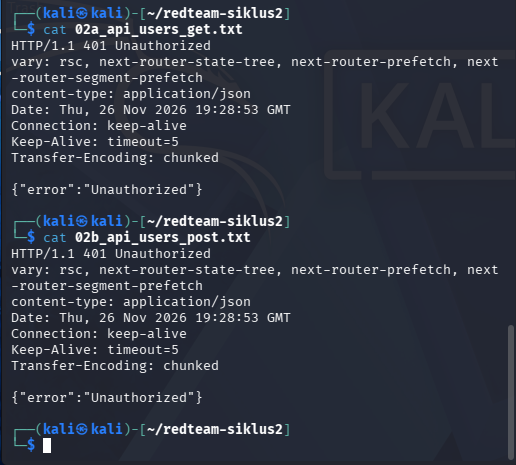 ┌──(kali㉿kali)-[~/redteam-siklus2]
└─$ cat 02a_api_users_get.txt
HTTP/1.1 401 Unauthorized
vary: rsc, next-router-state-tree, next-router-prefetch, next
-router-segment-prefetch
content-type: application/json
Date: Thu, 26 Nov 2026 19:28:53 GMT
Connection: keep-alive
Keep-Alive: timeout=5
Transfer-Encoding: chunked

{"error":"Unauthorized"}

┌──(kali㉿kali)-[~/redteam-siklus2]
└─$ cat 02b_api_users_post.txt
HTTP/1.1 401 Unauthorized
vary: rsc, next-router-state-tree, next-router-prefetch, next
-router-segment-prefetch
content-type: application/json
Date: Thu, 26 Nov 2026 19:28:53 GMT
Connection: keep-alive
Keep-Alive: timeout=5
Transfer-Encoding: chunked

{"error":"Unauthorized"}

┌──(kali㉿kali)-[~/redteam-siklus2]
└─$
KAL